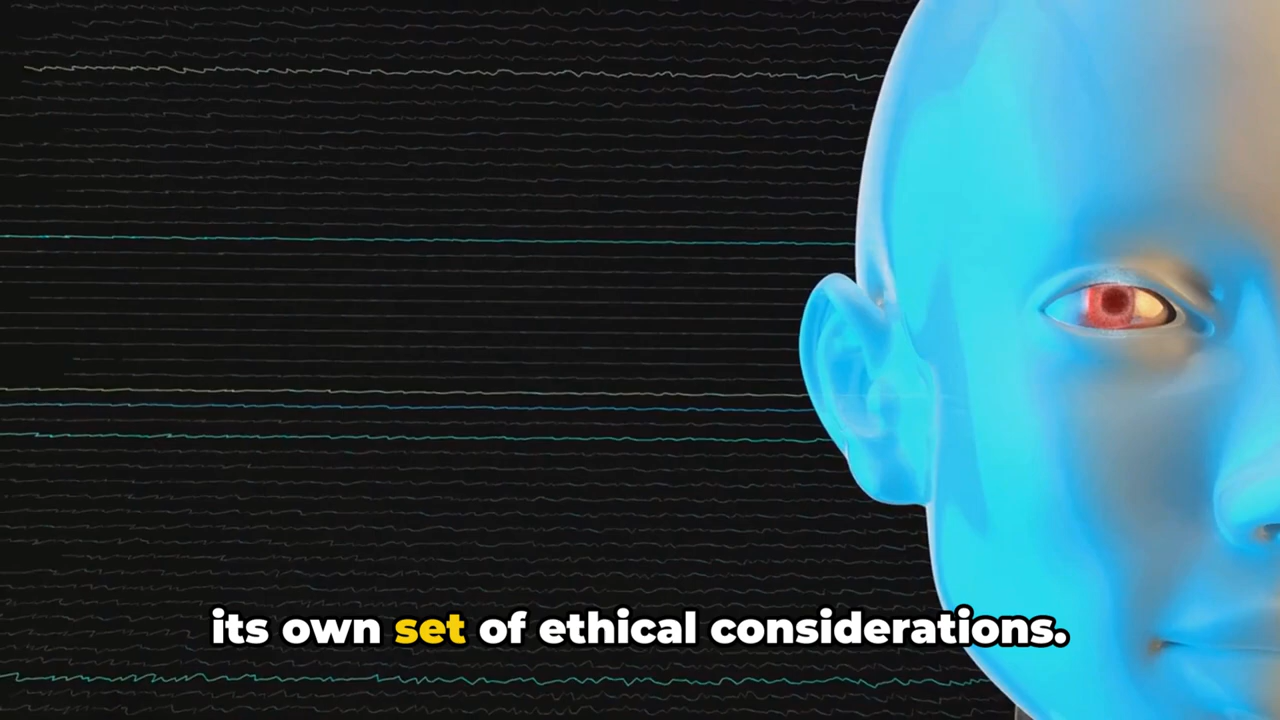 its own set of ethical considerations.